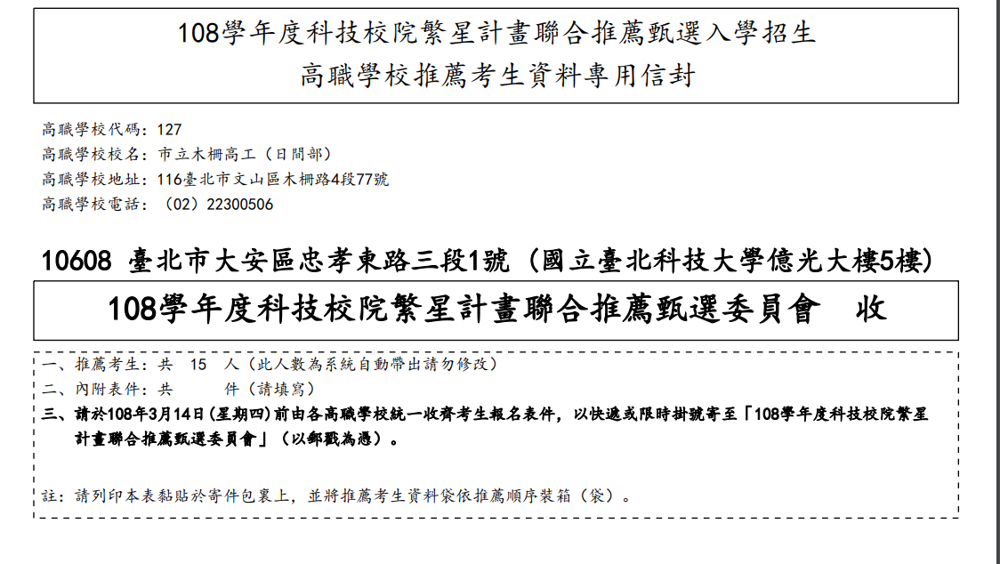 108學年度科技校院繁星計畫聯合推薦甄選入學招生
高職學校推薦考生資料專用信封
高職學校代碼：127
高職學校校名：市立木柵高工（日間部）
高職學校地址：116臺北市文山區木柵路4段77號
高職學校電話：（02）22300506
10608 臺北市大安區忠孝東路三段1號（國立臺北科技大學億光大樓5樓）
108學年度科技校院繁星計畫聯合推薦甄選委員會　收
一、推薦考生：共　15　人（此人數為系統自動帶出請勿修改）
二、內附表件：共　　　件（請填寫）
三、請於108年3月14日(星期四)前由各高職學校統一收齊考生報名表件，以快遞或限時掛號寄至「108學年度科技校院繁星
計畫聯合推薦甄選委員會」（以郵戳為憑）。
註：請列印本表黏貼於寄件包裹上，並將推薦考生資料袋依推薦順序裝箱（袋）。